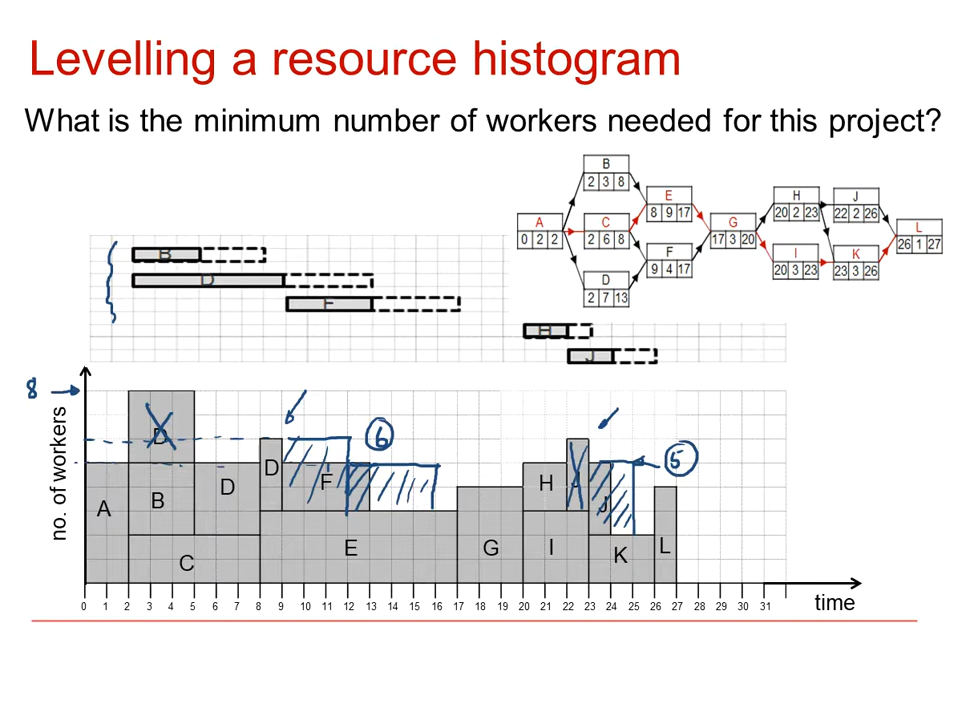 Levelling a resource histogram
What is the minimum number of workers needed for this project?
B
2 3 8
E
8 9 17
A
0 2 2
C
2 6 8
G
17 3 20
F
9 4 17
D
2 7 13
H
20 2 23
J
22 2 26
L
26 1 27
I
20 3 23
K
23 3 26
B
D
F
H
J
8
no. of workers
D
6
5
A
B
D
D
F
H
J
J
C
E
G
I
K
L
0 1 2 3 4 5 6 7 8 9 10 11 12 13 14 15 16 17 18 19 20 21 22 23 24 25 26 27 28 29 30 31
time